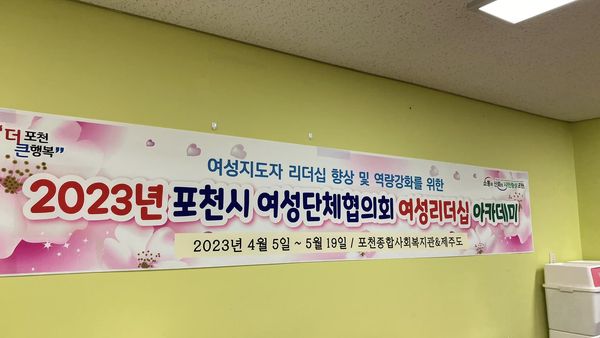 "더 포천
큰 행복"
여성지도자 리더십 향상 및 역량강화를 위한
2023년 포천시 여성단체협의회 여성리더십 아카데미
2023년 4월 5일 ~ 5월 19일 / 포천종합사회복지관&제주도